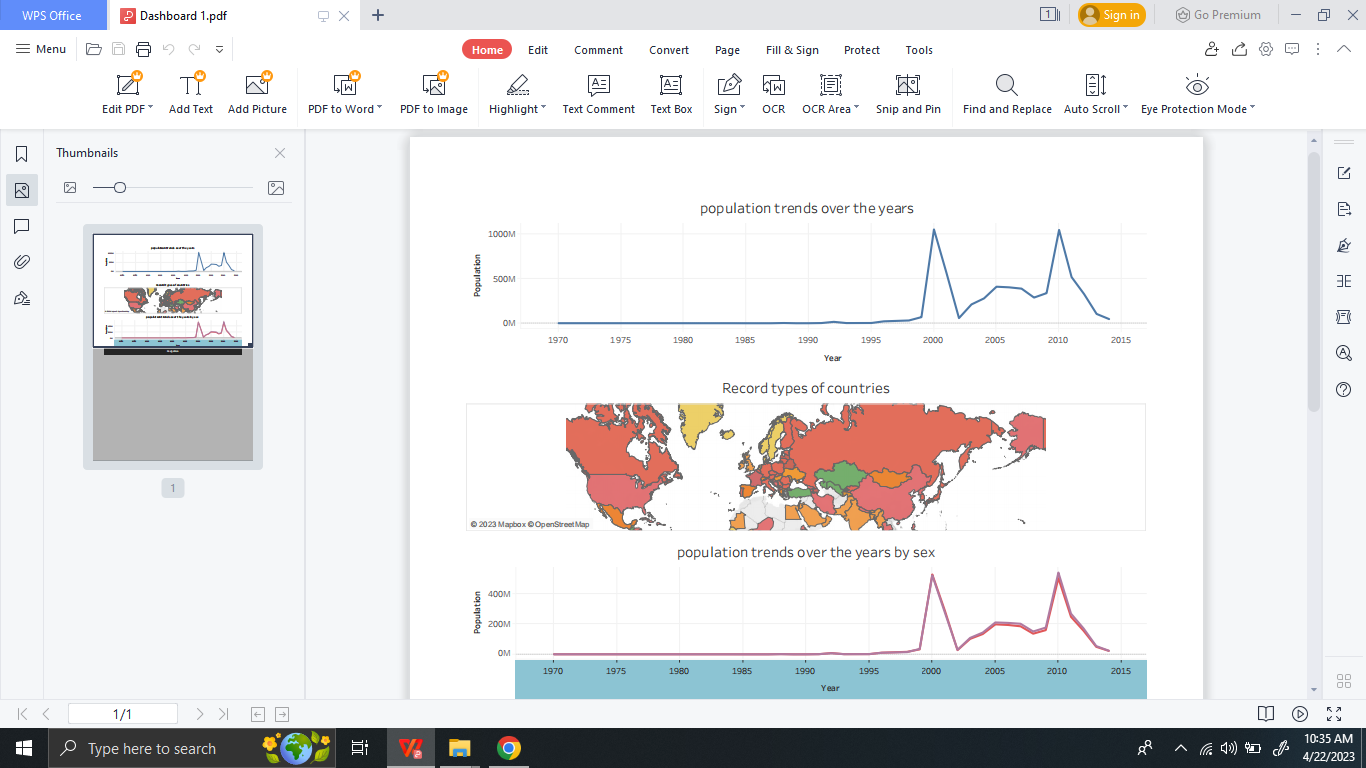 WPS Office
Dashboard 1.pdf
1
Sign in
Go Premium
Menu
Home
Edit
Comment
Convert
Page
Fill & Sign
Protect
Tools
Edit PDF
Add Text
Add Picture
PDF to Word
PDF to Image
Highlight
Text Comment
Text Box
Sign
OCR
OCR Area
Snip and Pin
Find and Replace
Auto Scroll
Eye Protection Mode
Thumbnails
1
population trends over the years
Population
1000M
500M
0M
1970 1975 1980 1985 1990 1995 2000 2005 2010 2015
Year
Record types of countries
© 2023 Mapbox © OpenStreetMap
population trends over the years by sex
Population
400M
200M
0M
1970 1975 1980 1985 1990 1995 2000 2005 2010 2015
Year
1/1
Type here to search
10:35 AM
4/22/2023